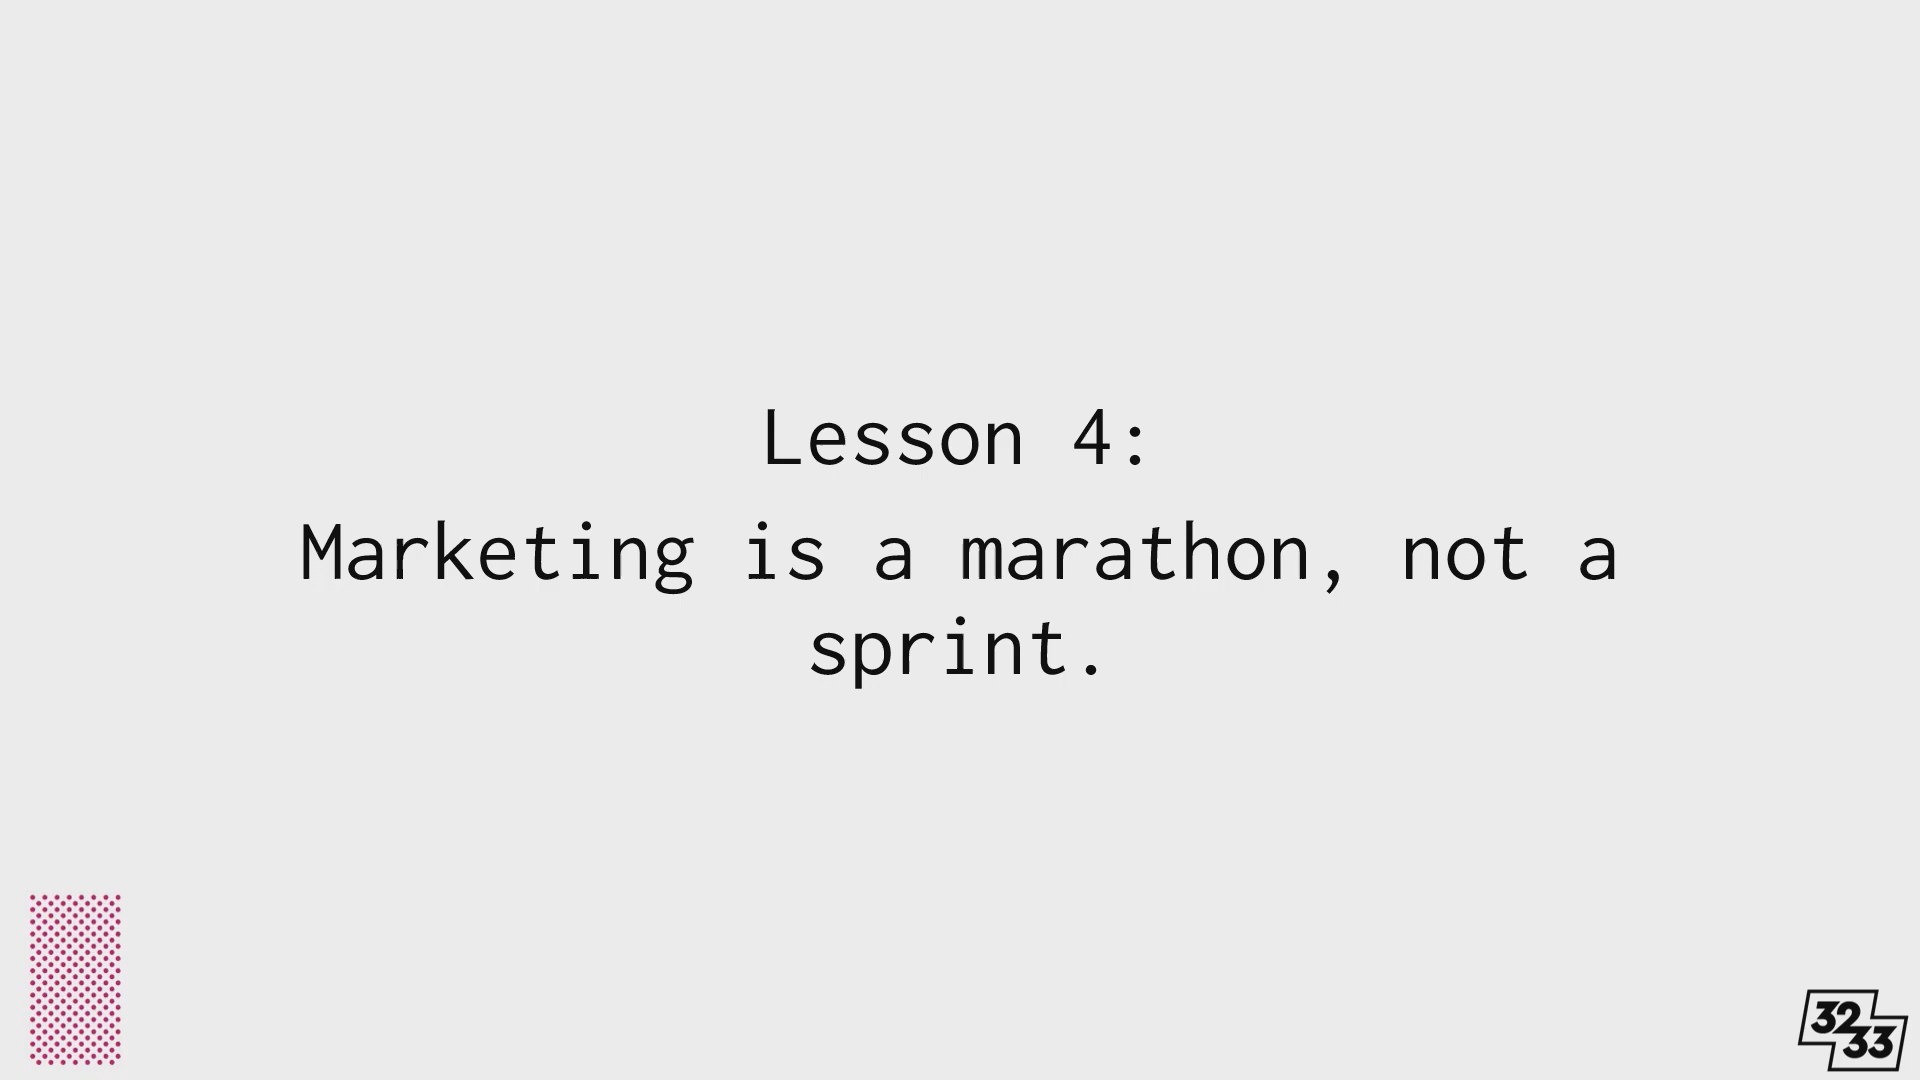 Lesson 4:
Marketing is a marathon, not a
sprint.
32
33